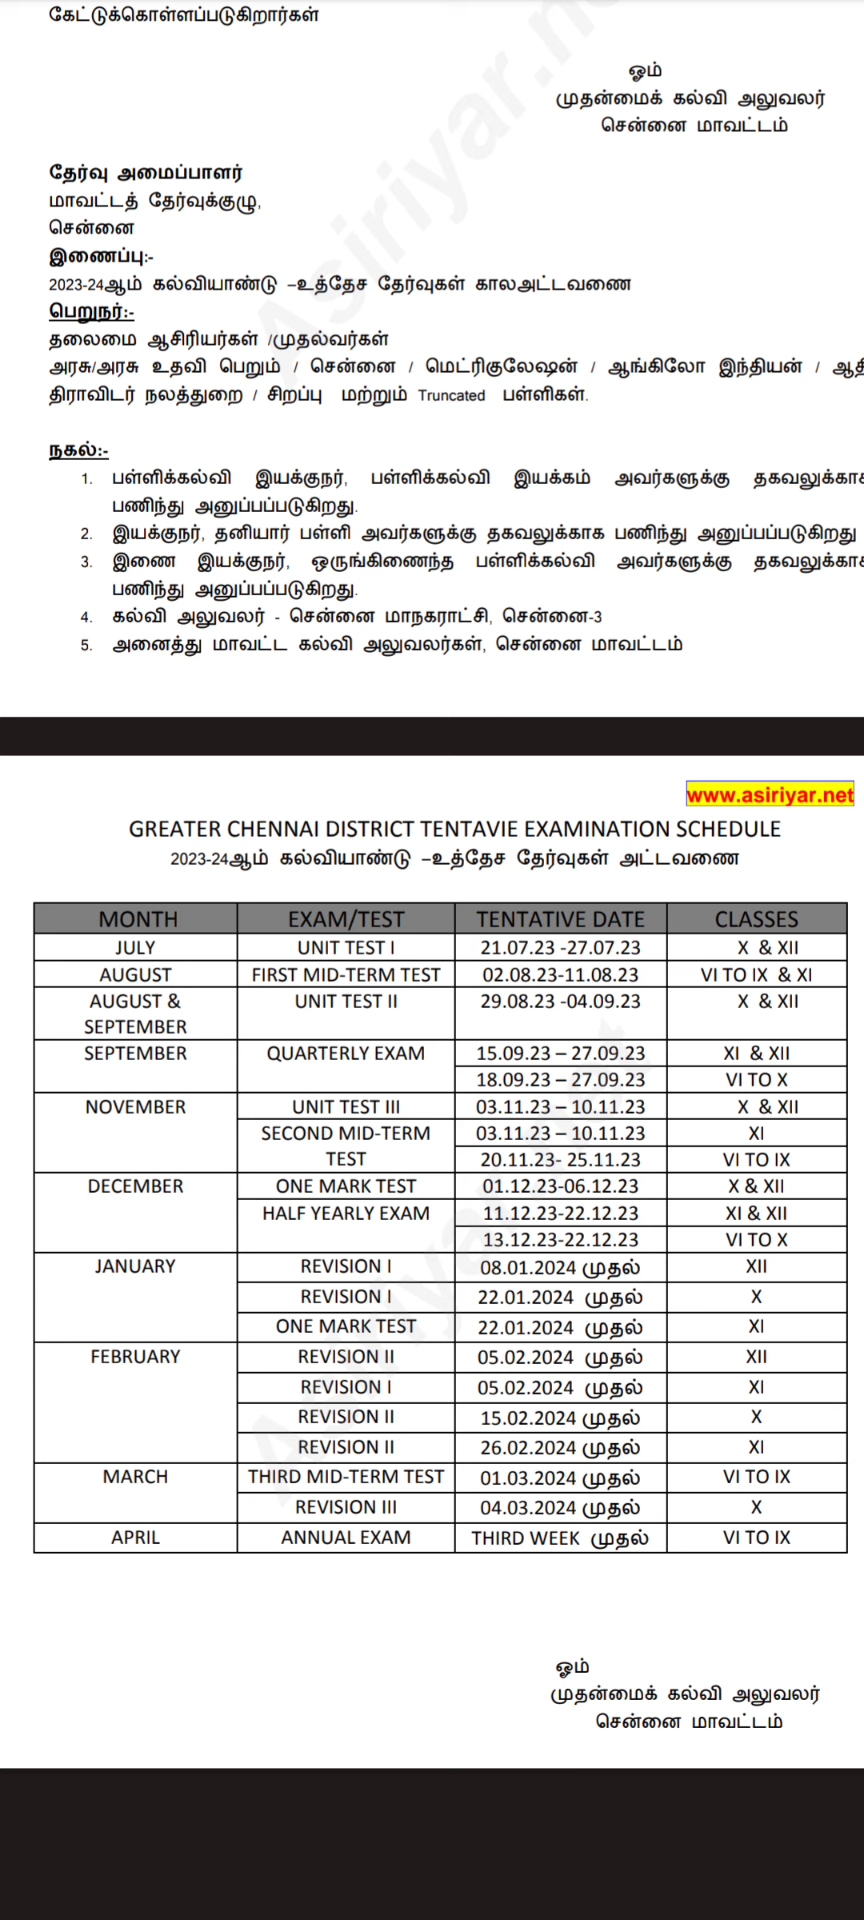 கேட்டுக்கொள்ளப்படுகிறார்கள்
ஓம்
முதன்மைக் கல்வி அலுவலர்
சென்னை மாவட்டம்
தேர்வு அமைப்பாளர்
மாவட்டத் தேர்வுக்குழு,
சென்னை
இணைப்பு:-
2023-24ஆம் கல்வியாண்டு –உத்தேச தேர்வுகள் காலஅட்டவணை
பெறுநர்:-
தலைமை ஆசிரியர்கள் /முதல்வர்கள்
அரசு/அரசு உதவி பெறும் / சென்னை / மெட்ரிகுலேஷன் / ஆங்கிலோ இந்தியன் / ஆதி
திராவிடர் நலத்துறை / சிறப்பு மற்றும் Truncated பள்ளிகள்.
நகல்:-
1. பள்ளிக்கல்வி இயக்குநர், பள்ளிக்கல்வி இயக்கம் அவர்களுக்கு தகவலுக்காக
பணிந்து அனுப்பப்படுகிறது.
2. இயக்குநர், தனியார் பள்ளி அவர்களுக்கு தகவலுக்காக பணிந்து அனுப்பப்படுகிறது
3. இணை இயக்குநர், ஒருங்கிணைந்த பள்ளிக்கல்வி அவர்களுக்கு தகவலுக்காக
பணிந்து அனுப்பப்படுகிறது.
4. கல்வி அலுவலர் - சென்னை மாநகராட்சி, சென்னை-3
5. அனைத்து மாவட்ட கல்வி அலுவலர்கள், சென்னை மாவட்டம்
Asiriyar.net
www.asiriyar.net
GREATER CHENNAI DISTRICT TENTAVIE EXAMINATION SCHEDULE
2023-24ஆம் கல்வியாண்டு –உத்தேச தேர்வுகள் அட்டவணை
MONTH EXAM/TEST TENTATIVE DATE CLASSES
JULY UNIT TEST I 21.07.23 -27.07.23 X & XII
AUGUST FIRST MID-TERM TEST 02.08.23-11.08.23 VI TO IX & XI
AUGUST & UNIT TEST II 29.08.23 -04.09.23 X & XII
SEPTEMBER
SEPTEMBER QUARTERLY EXAM 15.09.23 – 27.09.23 XI & XII
18.09.23 – 27.09.23 VI TO X
NOVEMBER UNIT TEST III 03.11.23 – 10.11.23 X & XII
SECOND MID-TERM 03.11.23 – 10.11.23 XI
TEST 20.11.23- 25.11.23 VI TO IX
DECEMBER ONE MARK TEST 01.12.23-06.12.23 X & XII
HALF YEARLY EXAM 11.12.23-22.12.23 XI & XII
13.12.23-22.12.23 VI TO X
JANUARY REVISION I 08.01.2024 முதல் XII
REVISION I 22.01.2024 முதல் X
ONE MARK TEST 22.01.2024 முதல் XI
FEBRUARY REVISION II 05.02.2024 முதல் XII
REVISION I 05.02.2024 முதல் XI
REVISION II 15.02.2024 முதல் X
REVISION II 26.02.2024 முதல் XI
MARCH THIRD MID-TERM TEST 01.03.2024 முதல் VI TO IX
REVISION III 04.03.2024 முதல் X
APRIL ANNUAL EXAM THIRD WEEK முதல் VI TO IX
Asiriyar.net
ஓம்
முதன்மைக் கல்வி அலுவலர்
சென்னை மாவட்டம்